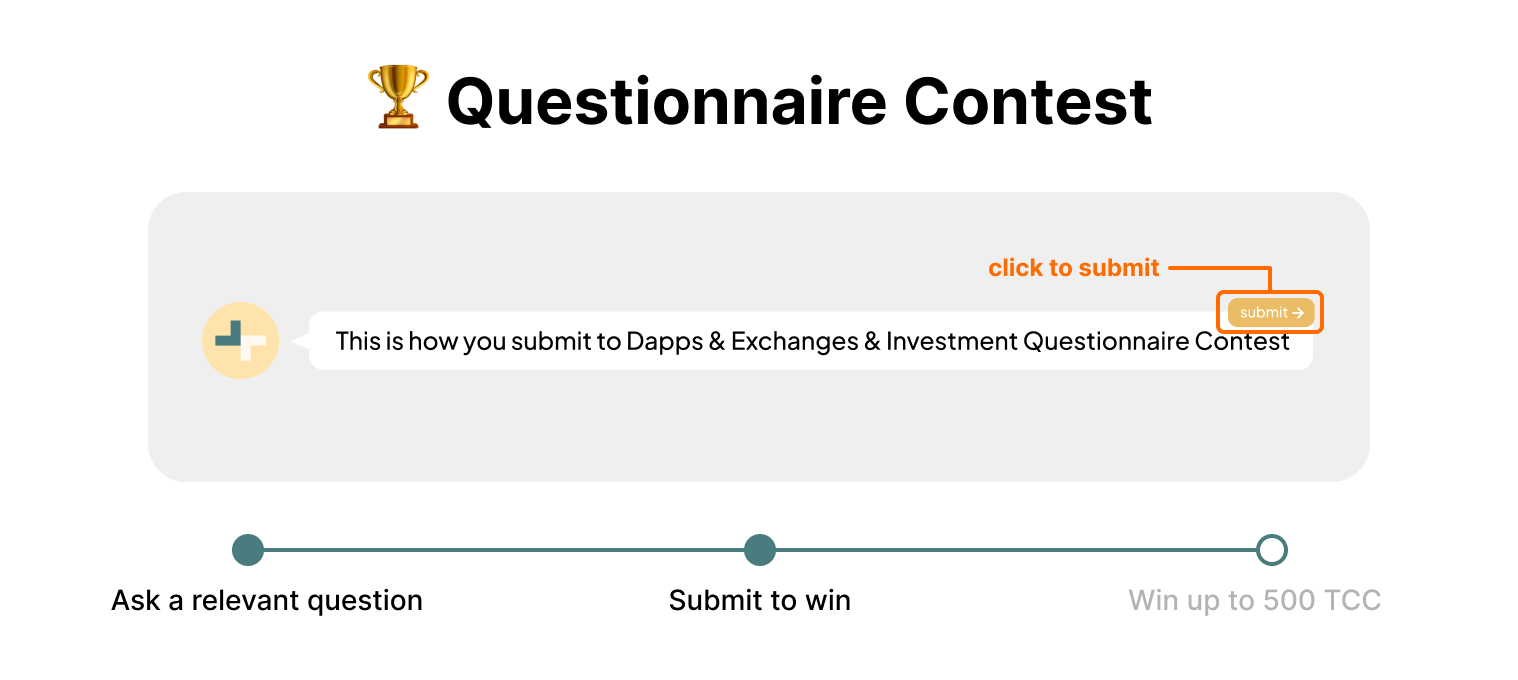 🏆 Questionnaire Contest
click to submit
submit →
This is how you submit to Dapps & Exchanges & Investment Questionnaire Contest
Ask a relevant question
Submit to win
Win up to 500 TCC